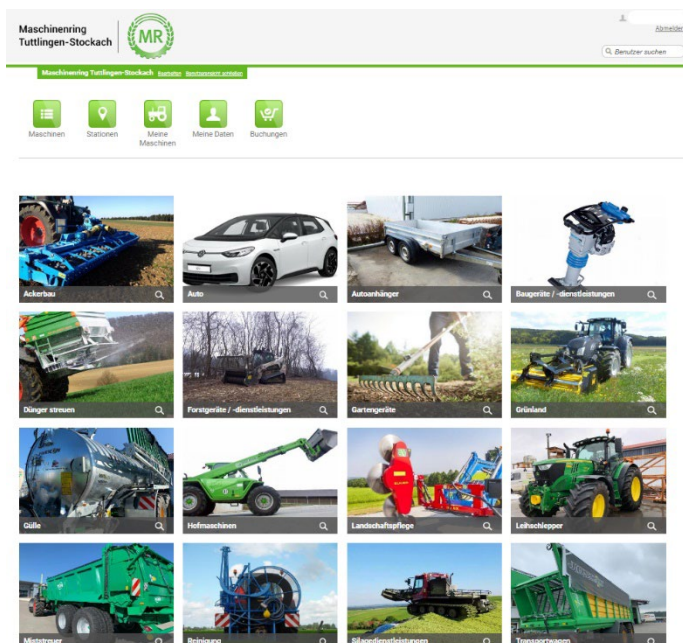 Maschinenring
Tuttlingen-Stockach
MR
Abmelden
Benutzer suchen
Maschinenring Tuttlingen-Stockach
Maschinen
Stationen
Meine
Maschinen
Meine Daten
Buchungen
Ackerbau
Auto
Autoanhänger
Baugeräte / -dienstleistungen
Dünger streuen
Forstgeräte / -dienstleistungen
Gartengeräte
Grünland
Gülle
Hofmaschinen
Landschaftspflege
Leihschlepper
Miststreuer
Reinigung
Silagedienstleistungen
Transportwagen